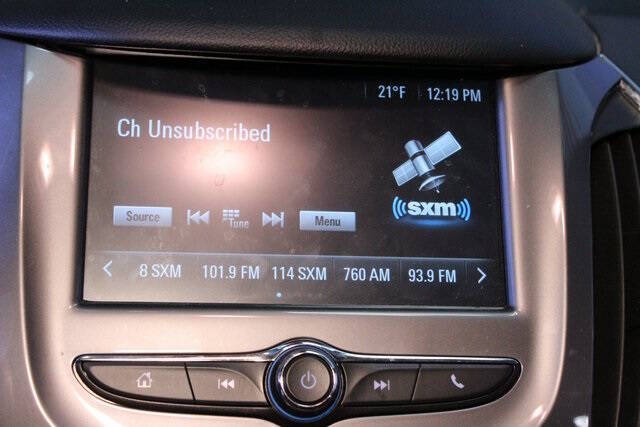 21°F 12:19 PM
Ch Unsubscribed
((sxm))
Source Tune Menu
8 SXM 101.9 FM 114 SXM 760 AM 93.9 FM